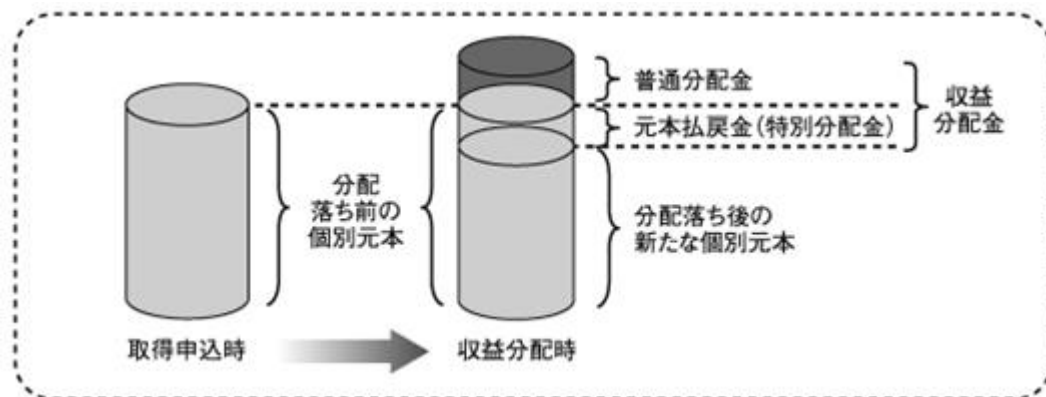 普通分配金
元本払戻金(特別分配金)
収益
分配金
分配
落ち前の
個別元本
分配落ち後の
新たな個別元本
取得申込時
収益分配時